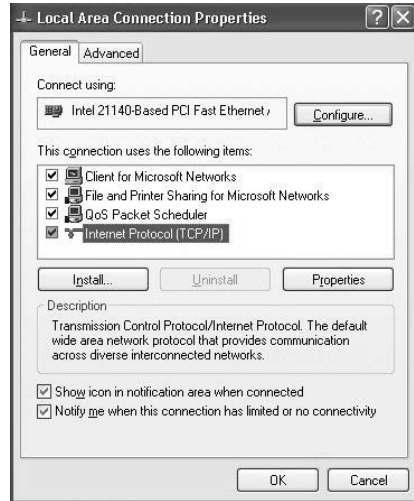 Local Area Connection Properties
General
Advanced
Connect using:
Intel 21140-Based PCI Fast Ethernet
Configure...
This connection uses the following items:
Client for Microsoft Networks
File and Printer Sharing for Microsoft Networks
QoS Packet Scheduler
Internet Protocol (TCP/IP)
Install...
Uninstall
Properties
Description
Transmission Control Protocol/Internet Protocol. The default
wide area network protocol that provides communication
across diverse interconnected networks.
Show icon in notification area when connected
Notify me when this connection has limited or no connectivity
OK
Cancel